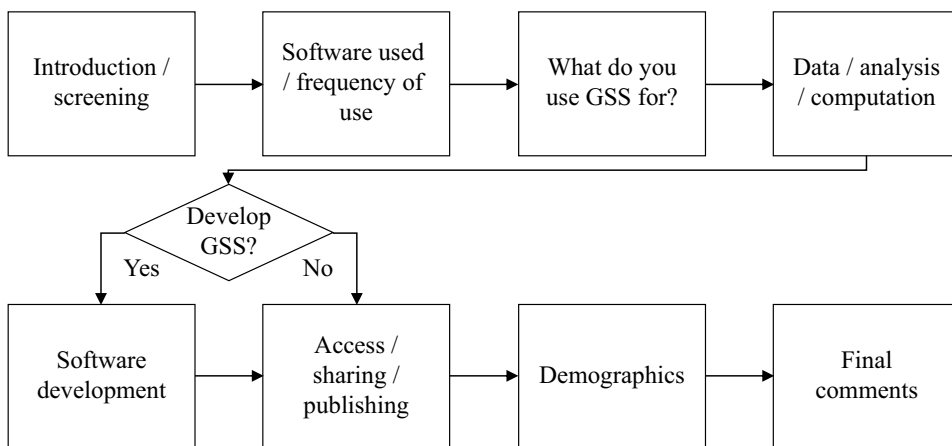 Introduction /
screening
Software used
/ frequency of
use
What do you
use GSS for?
Data / analysis
/ computation
Develop
GSS?
Yes
No
Software
development
Access /
sharing /
publishing
Demographics
Final
comments